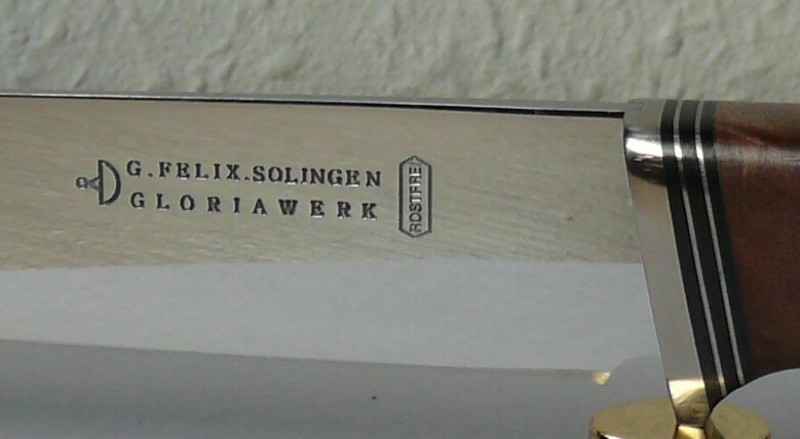 G. FELIX. SOLINGEN
GLORIAWERK
ROSTFREI